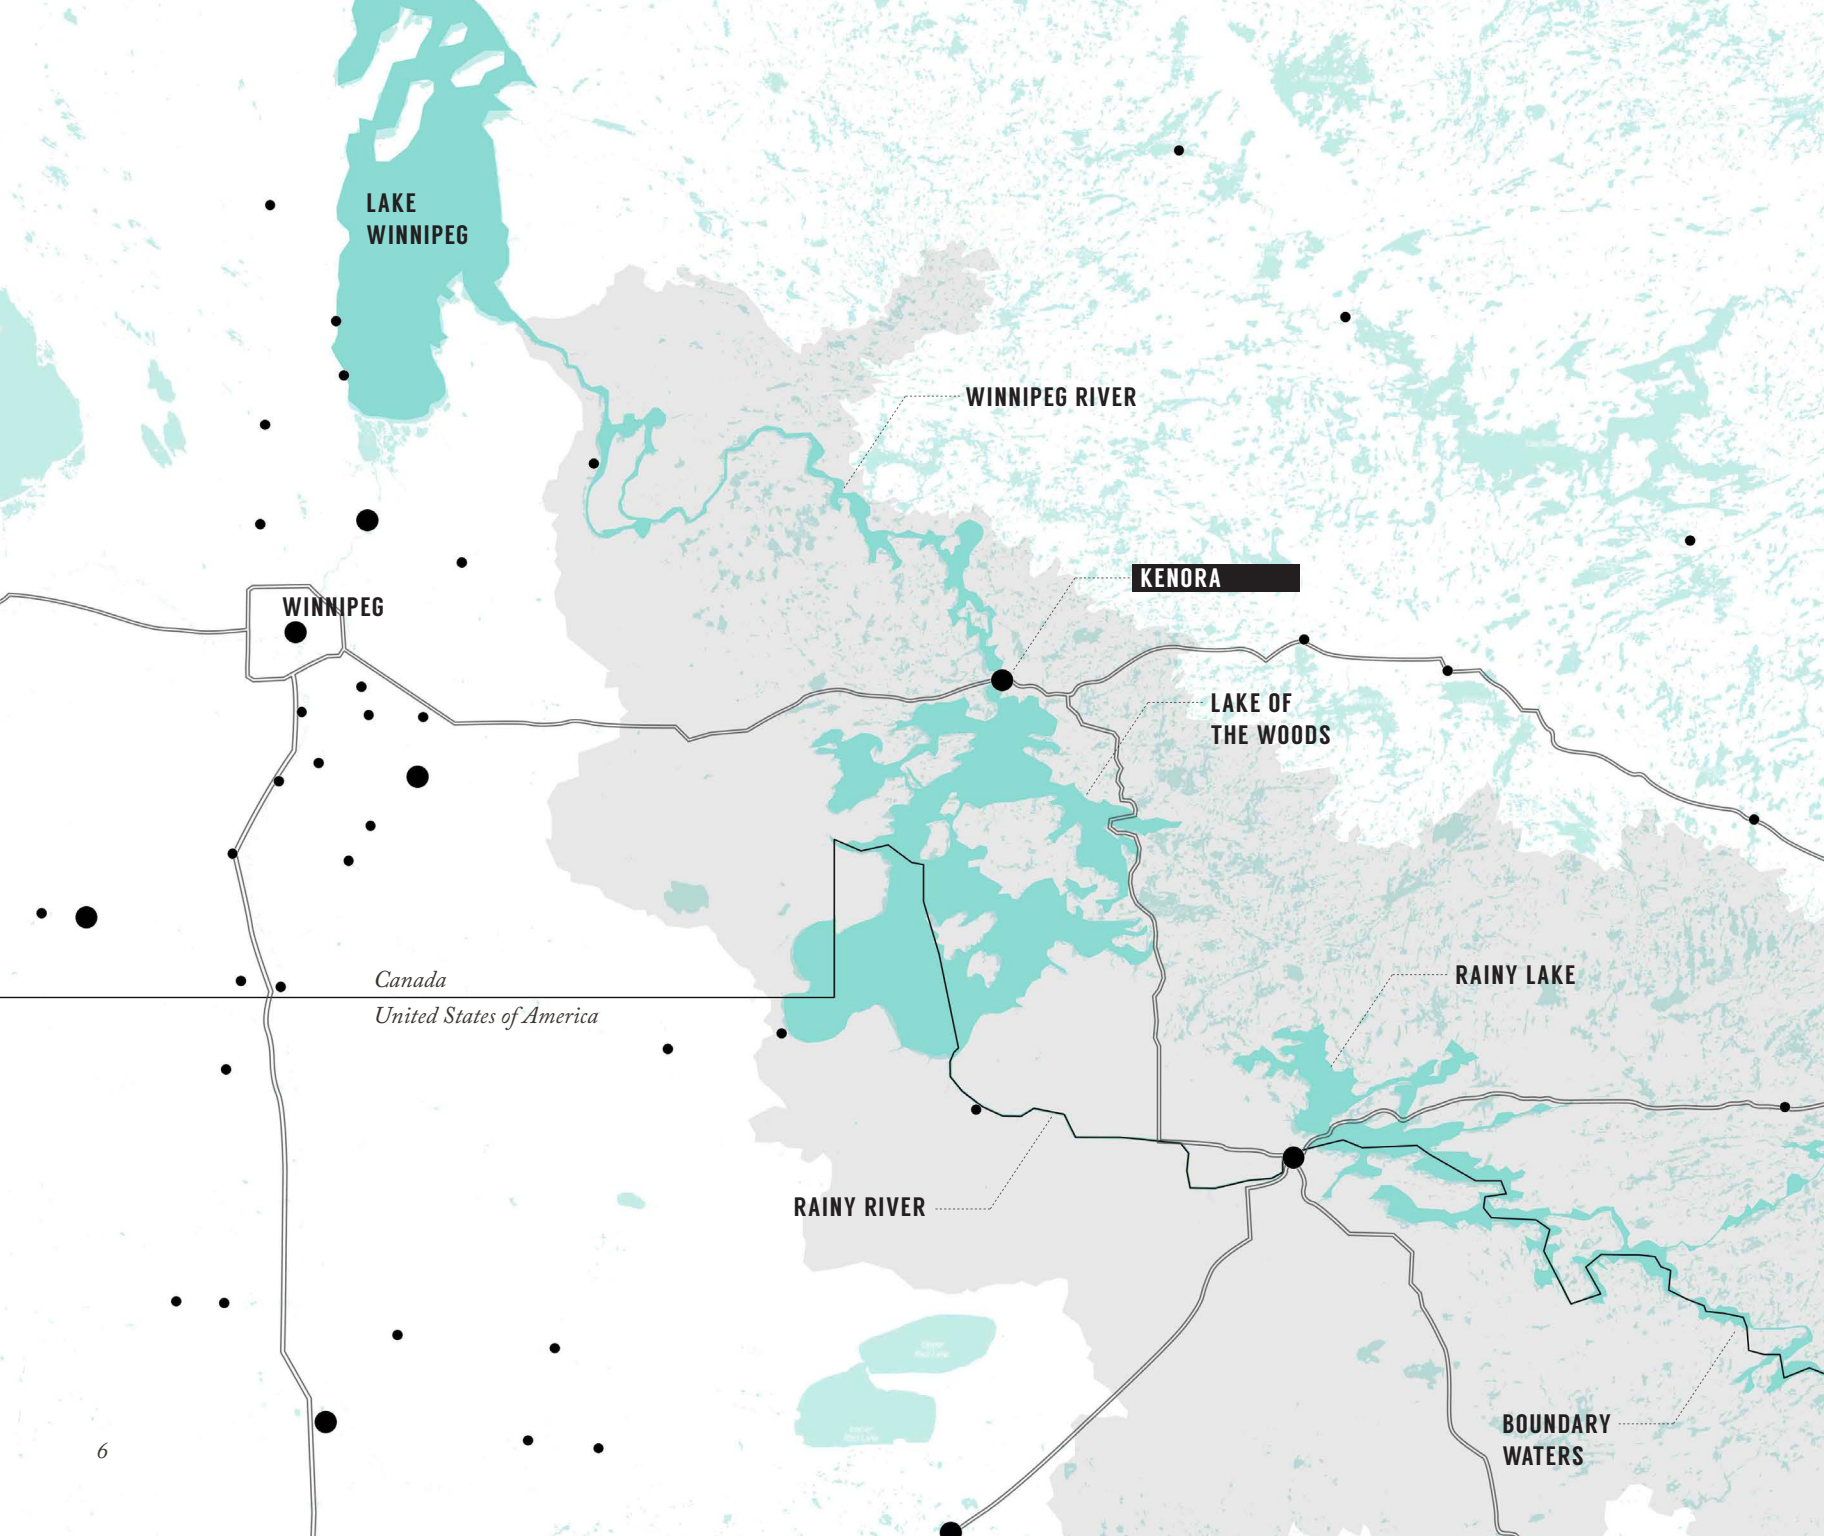 LAKE
WINNIPEG
WINNIPEG RIVER
KENORA
WINNIPEG
LAKE OF
THE WOODS
Canada
United States of America
RAINY LAKE
RAINY RIVER
BOUNDARY
WATERS
6